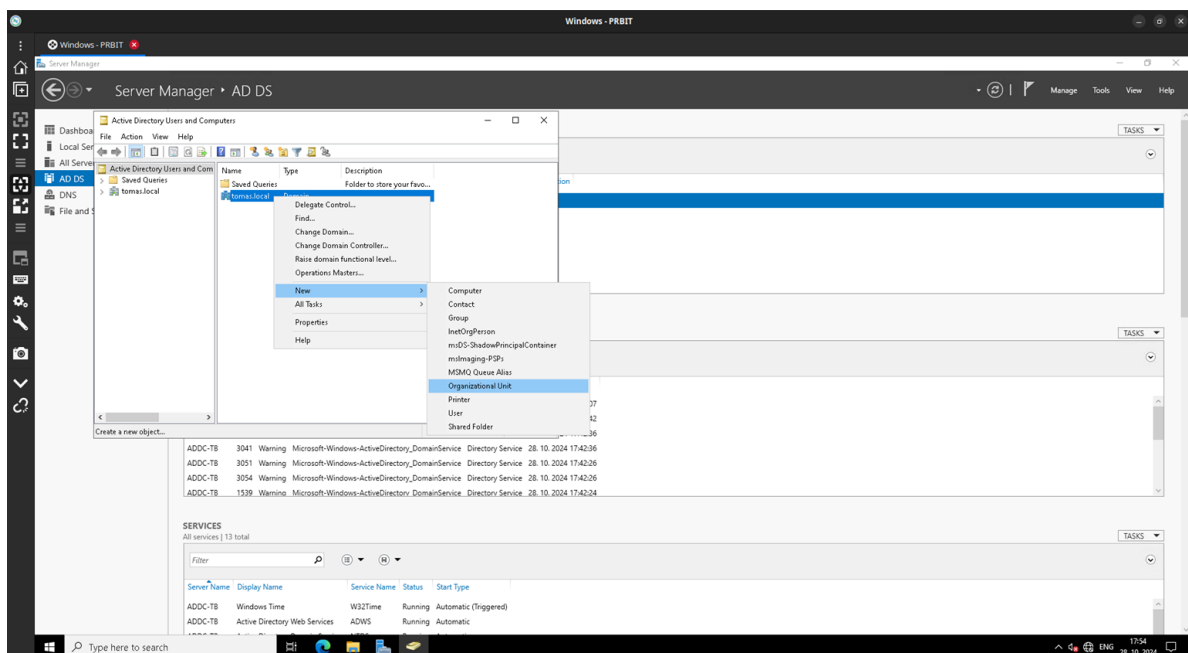 Windows - PRBIT
Windows - PRBIT
Server Manager
Server Manager AD DS
Manage Tools View Help
Dashboa
Local Ser
All Server
AD DS
DNS
File and S
Active Directory Users and Computers
File Action View Help
Active Directory Users and Com
Saved Queries
tomas.local
Name Type Description
Saved Queries Folder to store your favo...
tomas.local Domain
Delegate Control...
Find...
Change Domain...
Change Domain Controller...
Raise domain functional level...
Operations Masters...
New
All Tasks
Properties
Help
Computer
Contact
Group
InetOrgPerson
msDS-ShadowPrincipalContainer
msImaging-PSPs
MSMQ Queue Alias
Organizational Unit
Printer
User
Shared Folder
Create a new object...
TASKS
tion
TASKS
07
42
ADDC-TB 3041 Warning Microsoft-Windows-ActiveDirectory_DomainService Directory Service 28. 10. 2024 17:42:36
ADDC-TB 3051 Warning Microsoft-Windows-ActiveDirectory_DomainService Directory Service 28. 10. 2024 17:42:26
ADDC-TB 3054 Warning Microsoft-Windows-ActiveDirectory_DomainService Directory Service 28. 10. 2024 17:42:26
ADDC-TB 1539 Warning Microsoft-Windows-ActiveDirectory_DomainService Directory Service 28. 10. 2024 17:42:24
SERVICES
All services | 13 total
TASKS
Filter
Server Name Display Name Service Name Status Start Type
ADDC-TB Windows Time W32Time Running Automatic (Triggered)
ADDC-TB Active Directory Web Services ADWS Running Automatic
Type here to search
ENG
17:54
28. 10. 2024